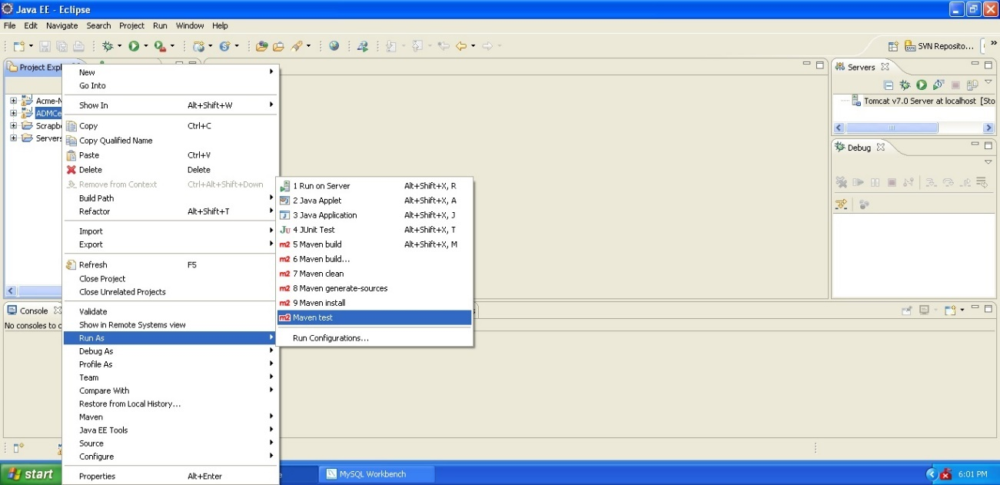 Java EE - Eclipse
File Edit Navigate Search Project Run Window Help
SVN Reposito... »
Project Expl
Acme-
ADMCe
Scrapb
Servers
New
Go Into
Show In Alt+Shift+W
Copy Ctrl+C
Copy Qualified Name
Paste Ctrl+V
Delete Delete
Remove from Context Ctrl+Alt+Shift+Down
Build Path
Refactor Alt+Shift+T
Import
Export
Refresh F5
Close Project
Close Unrelated Projects
Validate
Show in Remote Systems view
Run As
Debug As
Profile As
Team
Compare With
Restore from Local History...
Maven
Java EE Tools
Source
Configure
Properties Alt+Enter
1 Run on Server Alt+Shift+X, R
2 Java Applet Alt+Shift+X, A
3 Java Application Alt+Shift+X, J
Ju 4 JUnit Test Alt+Shift+X, T
m2 5 Maven build Alt+Shift+X, M
m2 6 Maven build...
m2 7 Maven clean
m2 8 Maven generate-sources
m2 9 Maven install
m2 Maven test
Run Configurations...
Servers
Tomcat v7.0 Server at localhost [Sto
Debug
Console
No consoles to
start
MySQL Workbench
6:01 PM